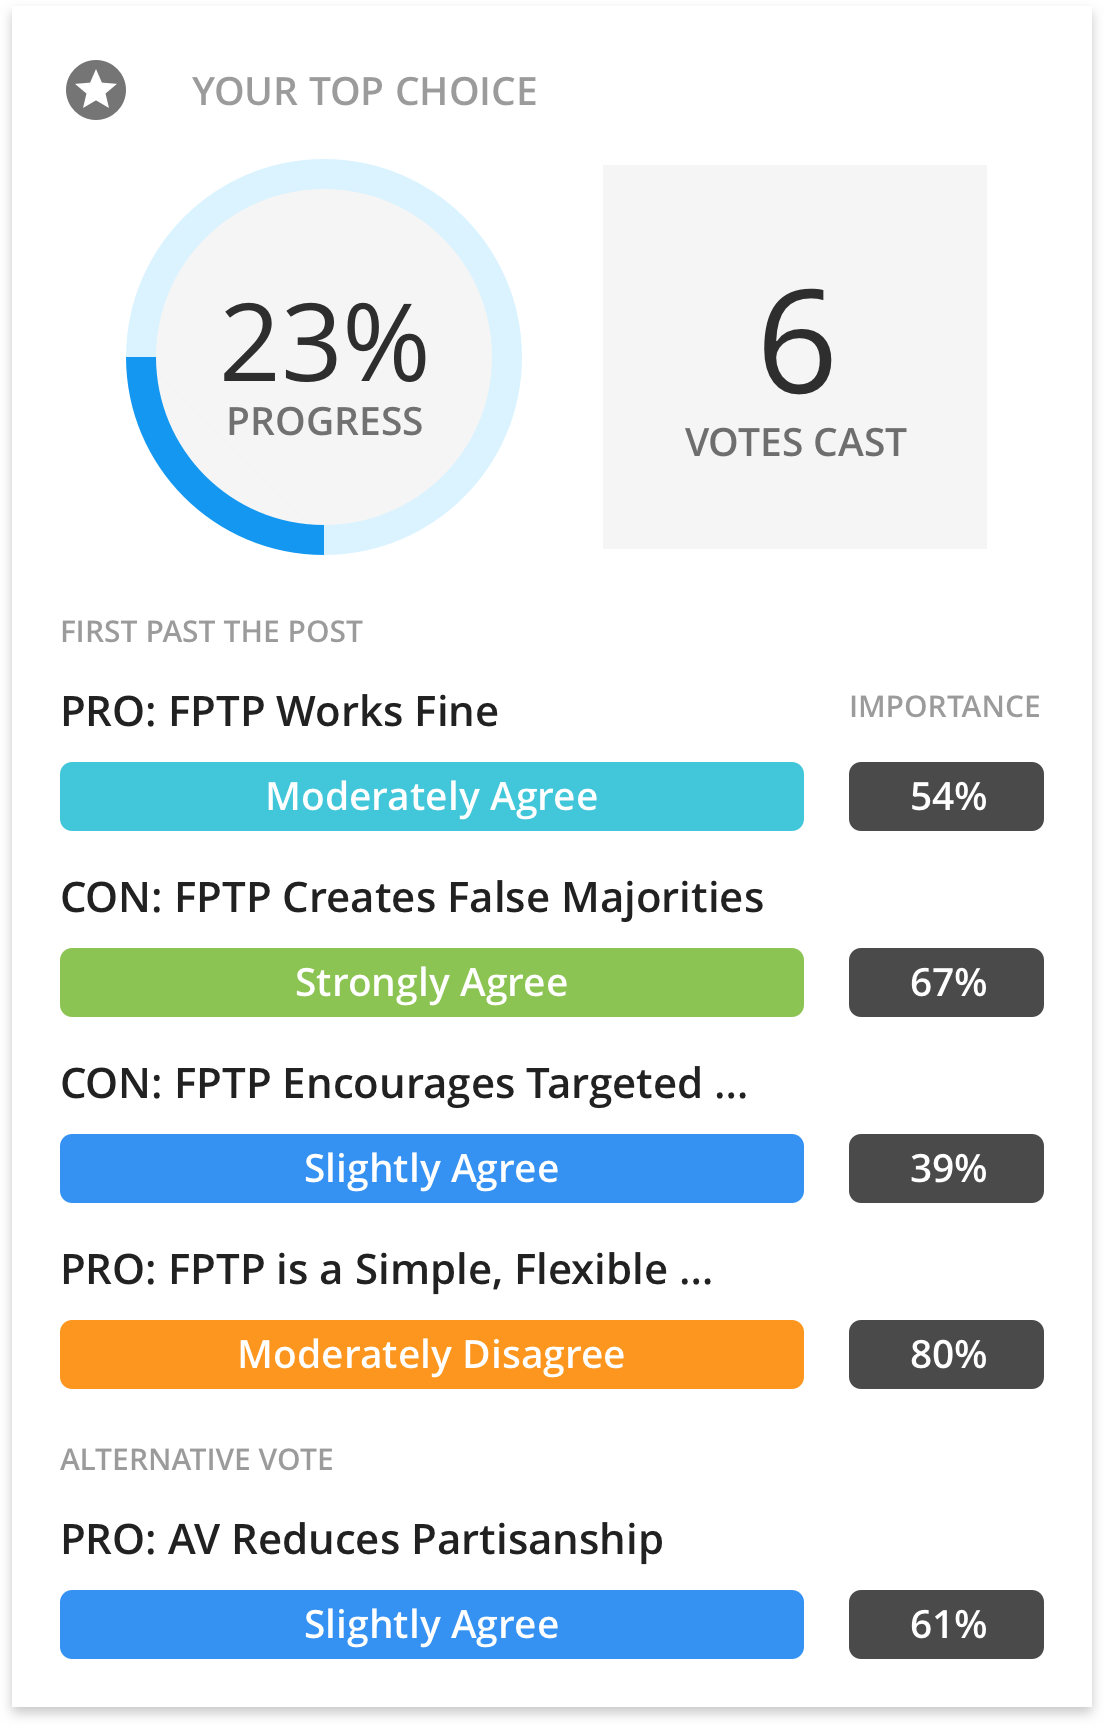 YOUR TOP CHOICE
23%
PROGRESS
6
VOTES CAST
FIRST PAST THE POST
PRO: FPTP Works Fine
IMPORTANCE
Moderately Agree
54%
CON: FPTP Creates False Majorities
Strongly Agree
67%
CON: FPTP Encourages Targeted ...
Slightly Agree
39%
PRO: FPTP is a Simple, Flexible ...
Moderately Disagree
80%
ALTERNATIVE VOTE
PRO: AV Reduces Partisanship
Slightly Agree
61%